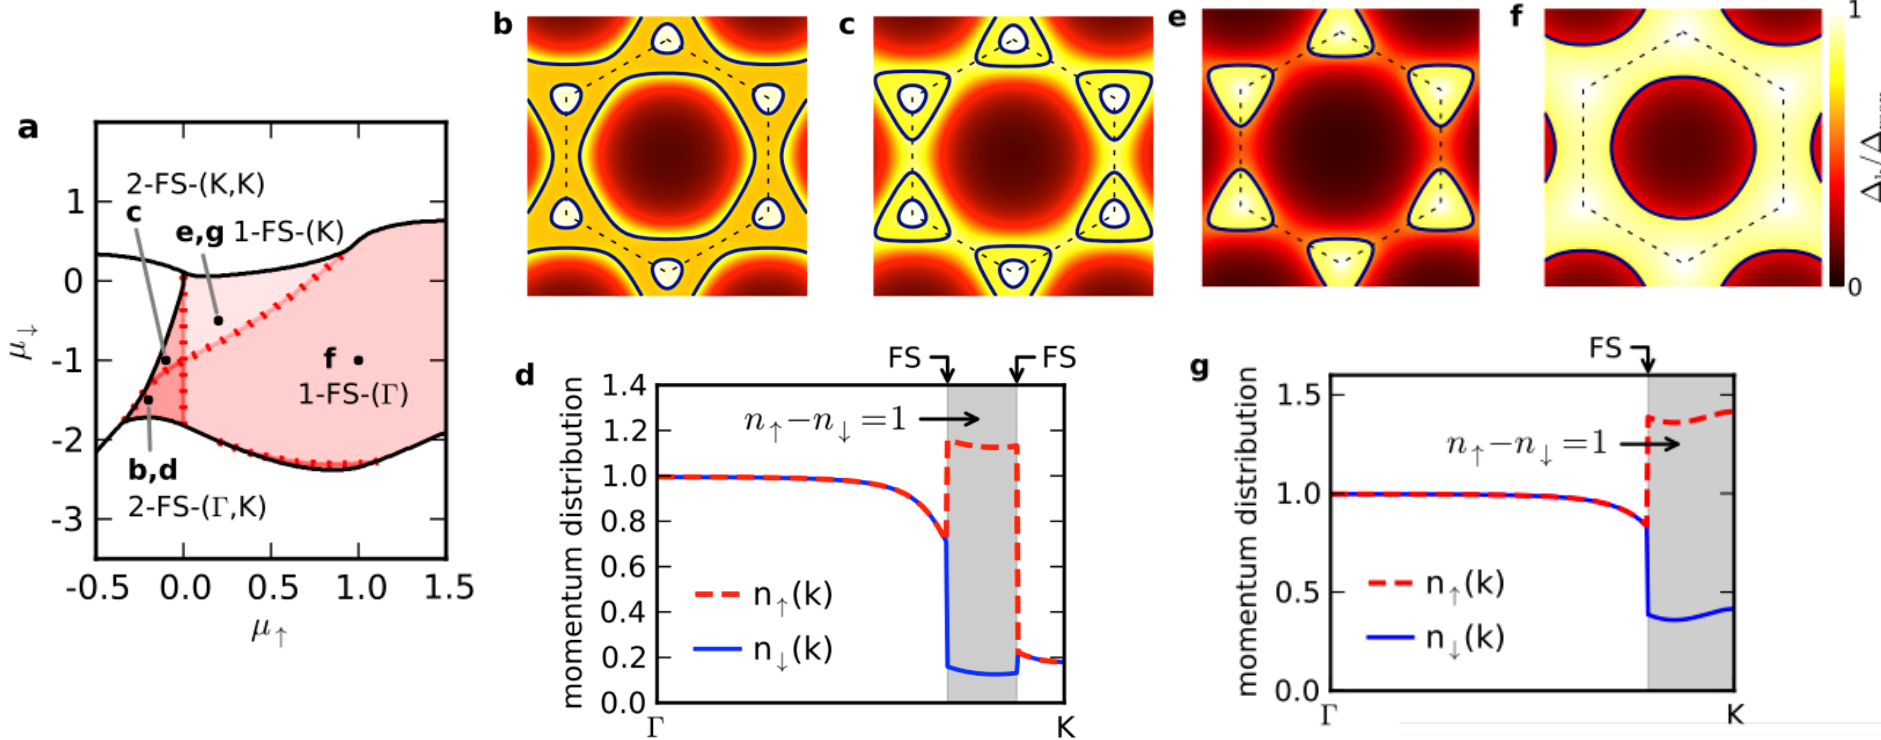 a
2-FS-(K,K)
c
e,g 1-FS-(K)
f
1-FS-(Γ)
b,d
2-FS-(Γ,K)
1
0
-1
-2
-3
μ↓
-0.5 0.0 0.5 1.0 1.5
μ↑
b
c
e
f
1
0
d
FS
FS
n↑−n↓=1
1.4
1.2
1.0
0.8
0.6
0.4
0.2
0.0
momentum distribution
n↑(k)
n↓(k)
Γ
K
g
FS
n↑−n↓=1
1.5
1.0
0.5
0.0
momentum distribution
n↑(k)
n↓(k)
Γ
K